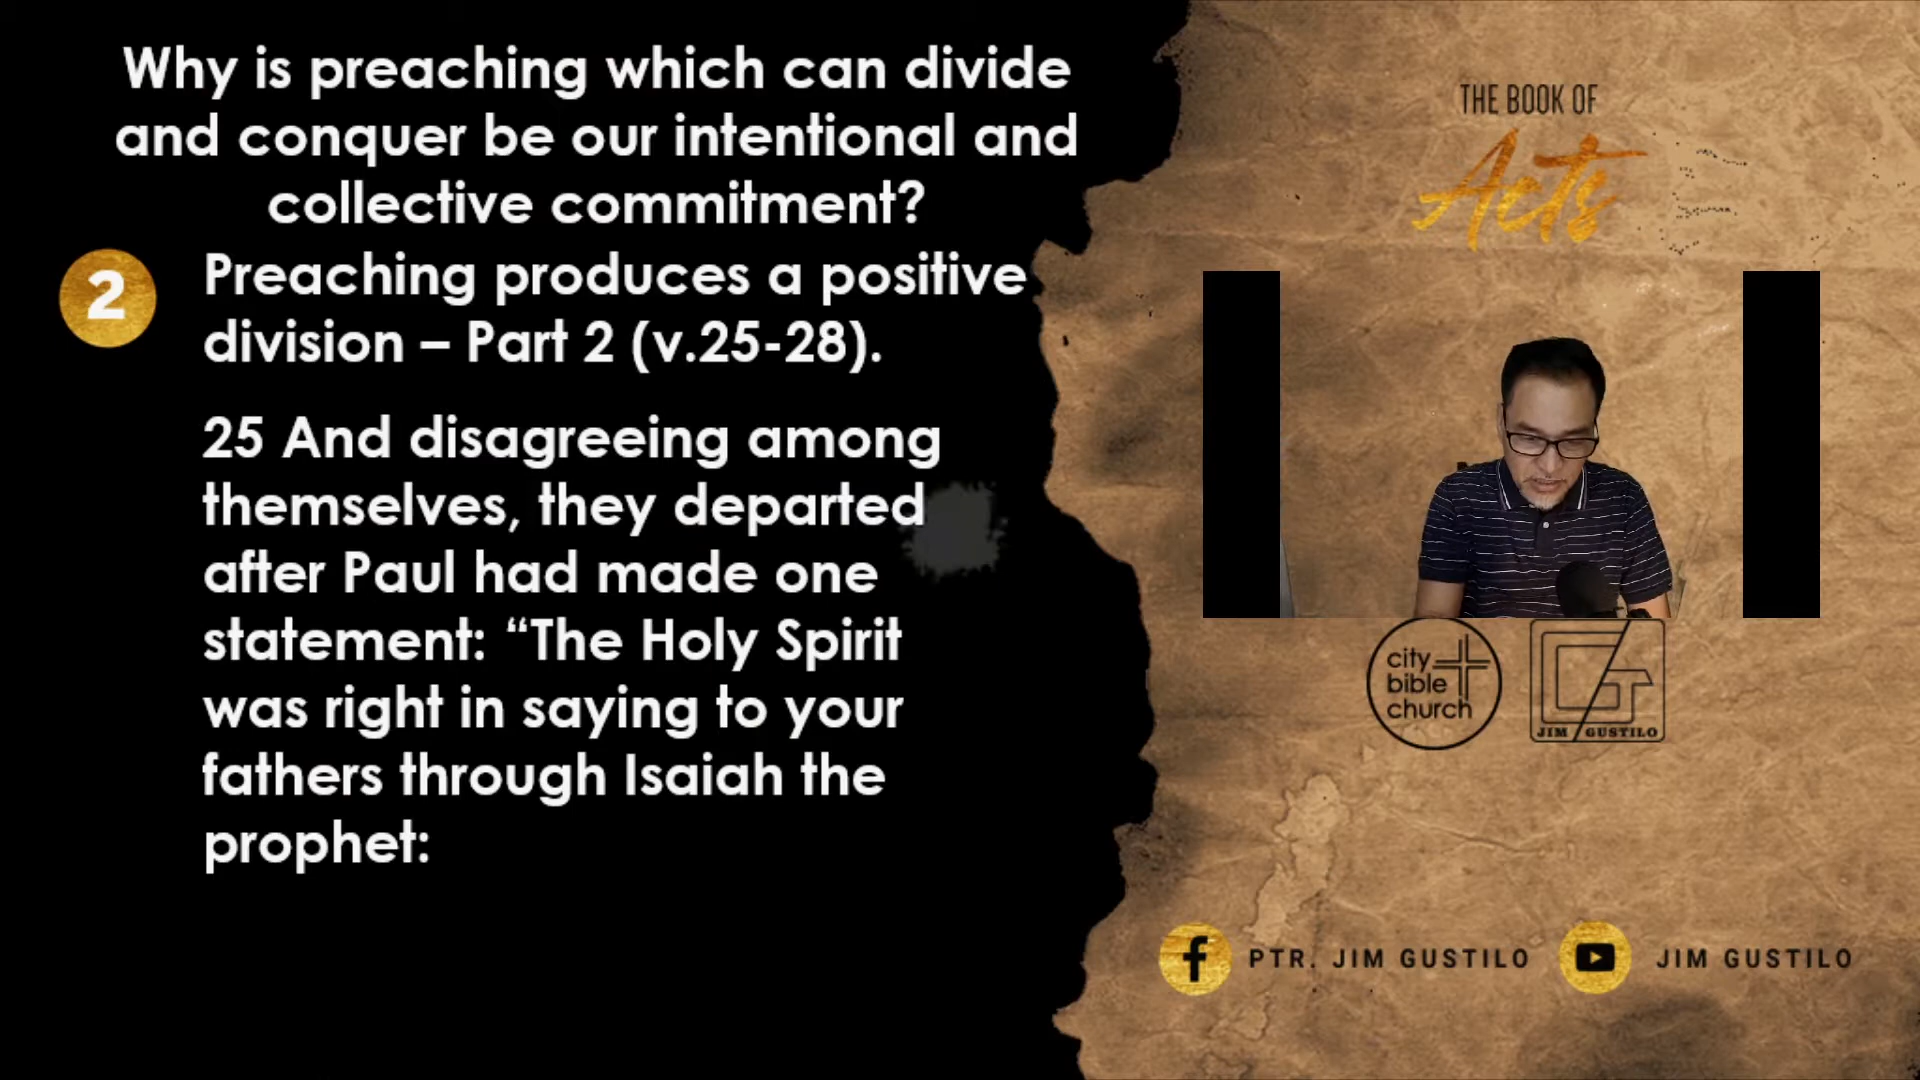 Why is preaching which can divide
and conquer be our intentional and
collective commitment?
2
Preaching produces a positive
division – Part 2 (v.25-28).
25 And disagreeing among
themselves, they departed
after Paul had made one
statement: “The Holy Spirit
was right in saying to your
fathers through Isaiah the
prophet:
THE BOOK OF
Acts
city
bible
church
JIM GUSTILO
PTR. JIM GUSTILO
JIM GUSTILO